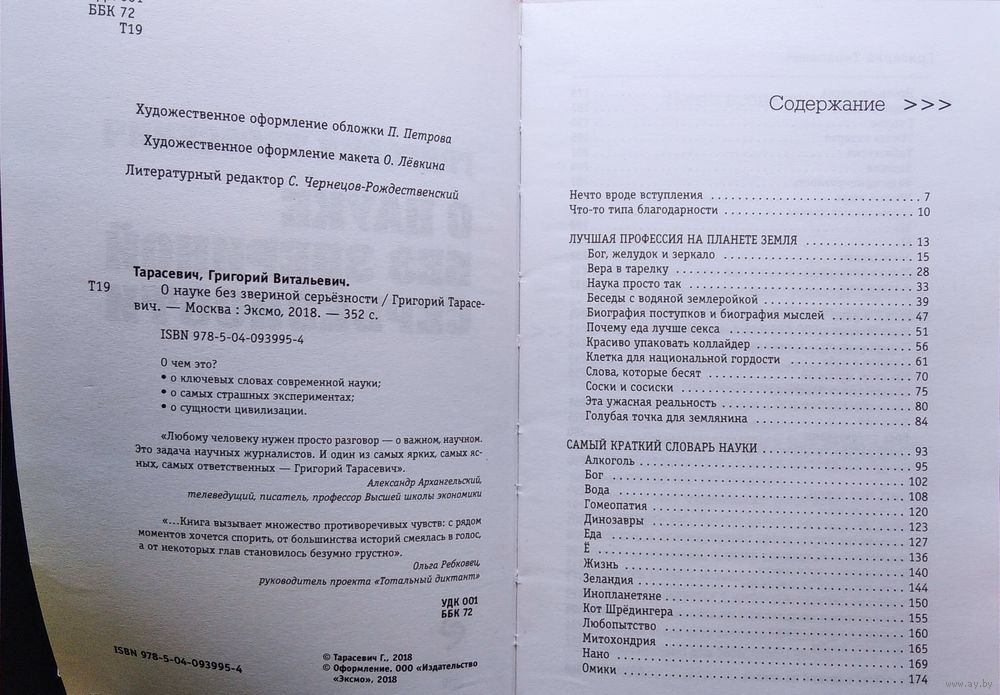 УДК 001
ББК 72
Т19
Художественное оформление обложки П. Петрова
Художественное оформление макета О. Лёвкина
Литературный редактор С. Чернецов-Рождественский
Тарасевич, Григорий Витальевич.
Т19
О науке без звериной серьёзности / Григорий Тарасе-
вич. — Москва : Эксмо, 2018. — 352 с.
ISBN 978-5-04-093995-4
О чем это?
• о ключевых словах современной науки;
• о самых страшных экспериментах;
• о сущности цивилизации.
«Любому человеку нужен просто разговор — о важном, научном.
Это задача научных журналистов. И один из самых ярких, самых яс-
ных, самых ответственных — Григорий Тарасевич».
Александр Архангельский,
телеведущий, писатель, профессор Высшей школы экономики
«...Книга вызывает множество противоречивых чувств: с рядом
моментов хочется спорить, от большинства историй смеялась в голос,
а от некоторых глав становилось безумно грустно».
Ольга Ребковец,
руководитель проекта «Тотальный диктант»
УДК 001
ББК 72
ISBN 978-5-04-093995-4
© Тарасевич Г., 2018
© Оформление. ООО «Издательство
«Эксмо», 2018
Содержание >>>
Нечто вроде вступления 7
Что-то типа благодарности 10
ЛУЧШАЯ ПРОФЕССИЯ НА ПЛАНЕТЕ ЗЕМЛЯ 13
Бог, желудок и зеркало 15
Вера в тарелку 28
Наука просто так 33
Беседы с водяной землеройкой 39
Биография поступков и биография мыслей 47
Почему еда лучше секса 51
Красиво упаковать коллайдер 56
Клетка для национальной гордости 61
Слова, которые бесят 70
Соски и сосиски 75
Эта ужасная реальность 80
Голубая точка для землянина 84
САМЫЙ КРАТКИЙ СЛОВАРЬ НАУКИ 93
Алкоголь 95
Бог 102
Вода 108
Гомеопатия 120
Динозавры 123
Еда 127
Ё 136
Жизнь 140
Зеландия 144
Инопланетяне 150
Кот Шрёдингера 155
Любопытство 160
Митохондрия 165
Нано 169
Омики 174
www.ay.by